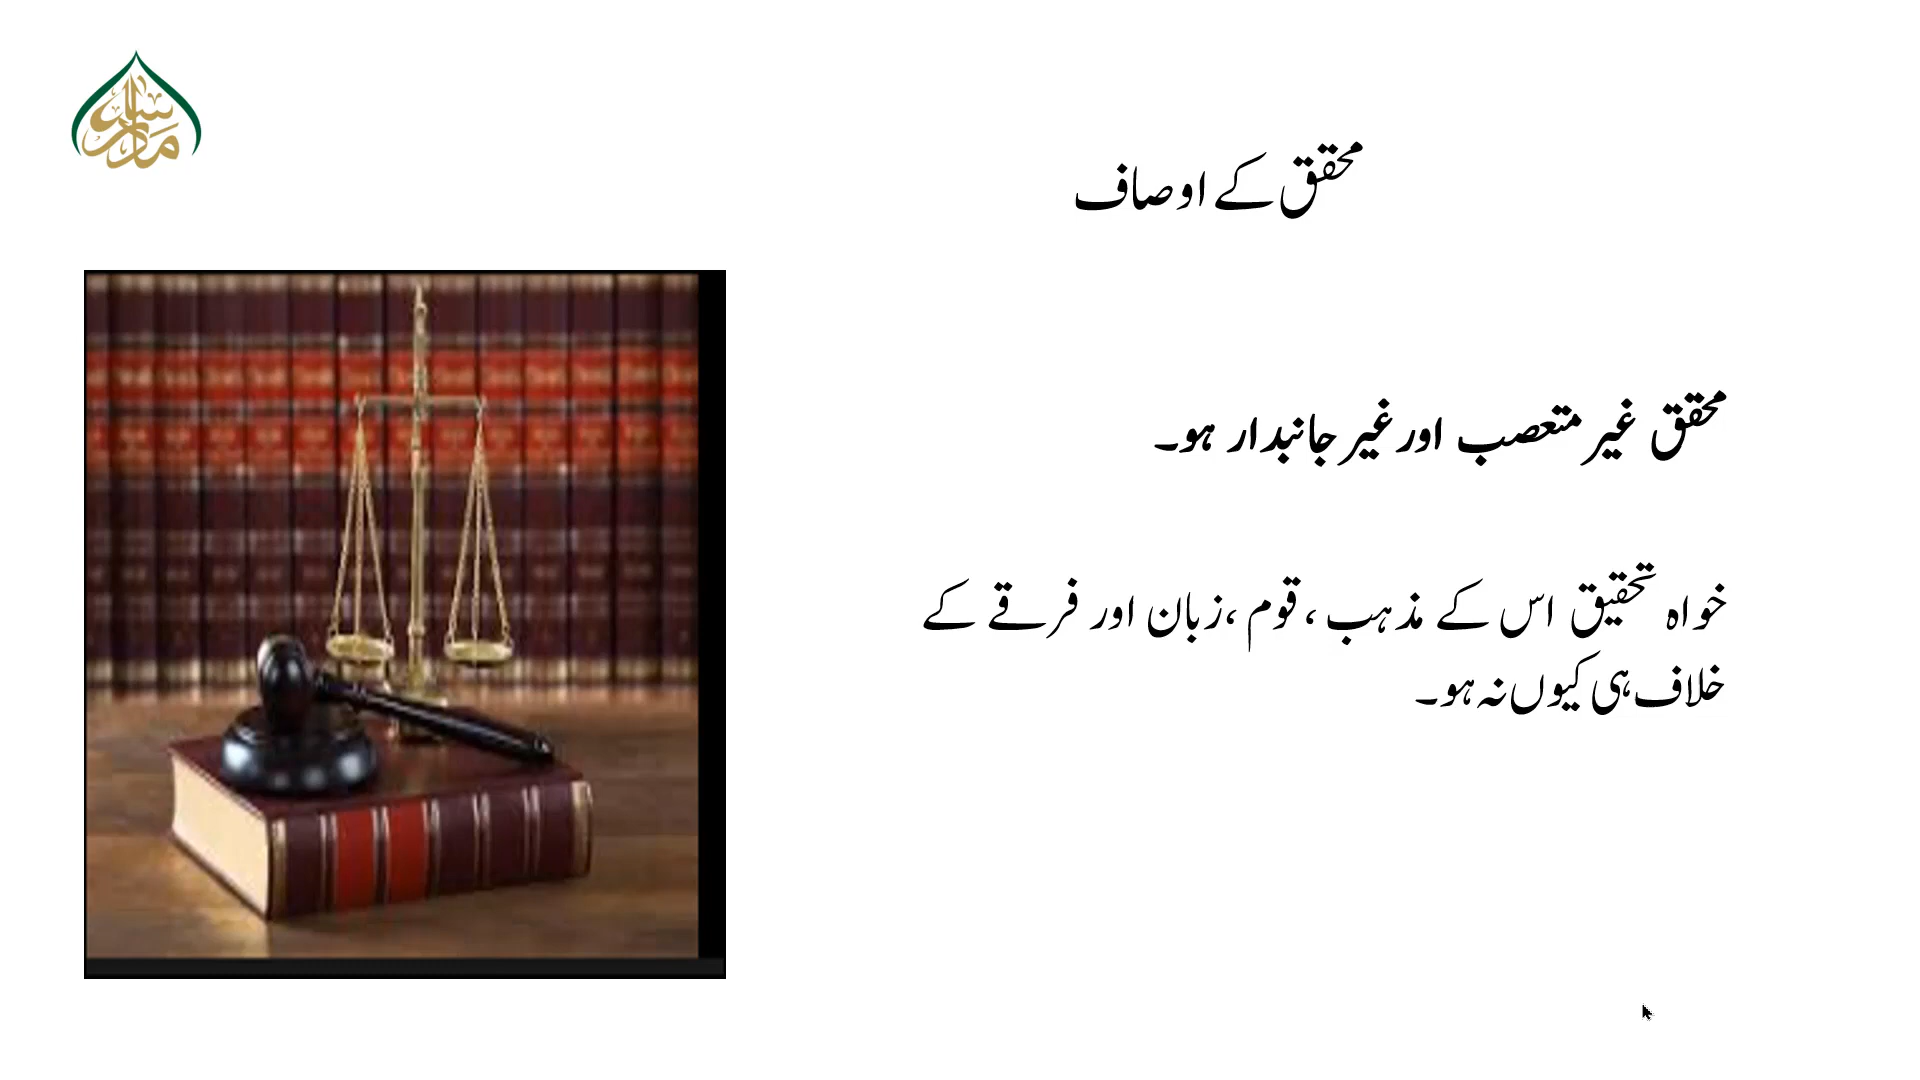 محقق کے اوصاف
محقق غیر متعصب اور غیر جانبدار ہو۔
خواہ تحقیق اس کے مذہب ، قوم ،زبان اور فرقے کے
خلاف ہی کیوں نہ ہو۔